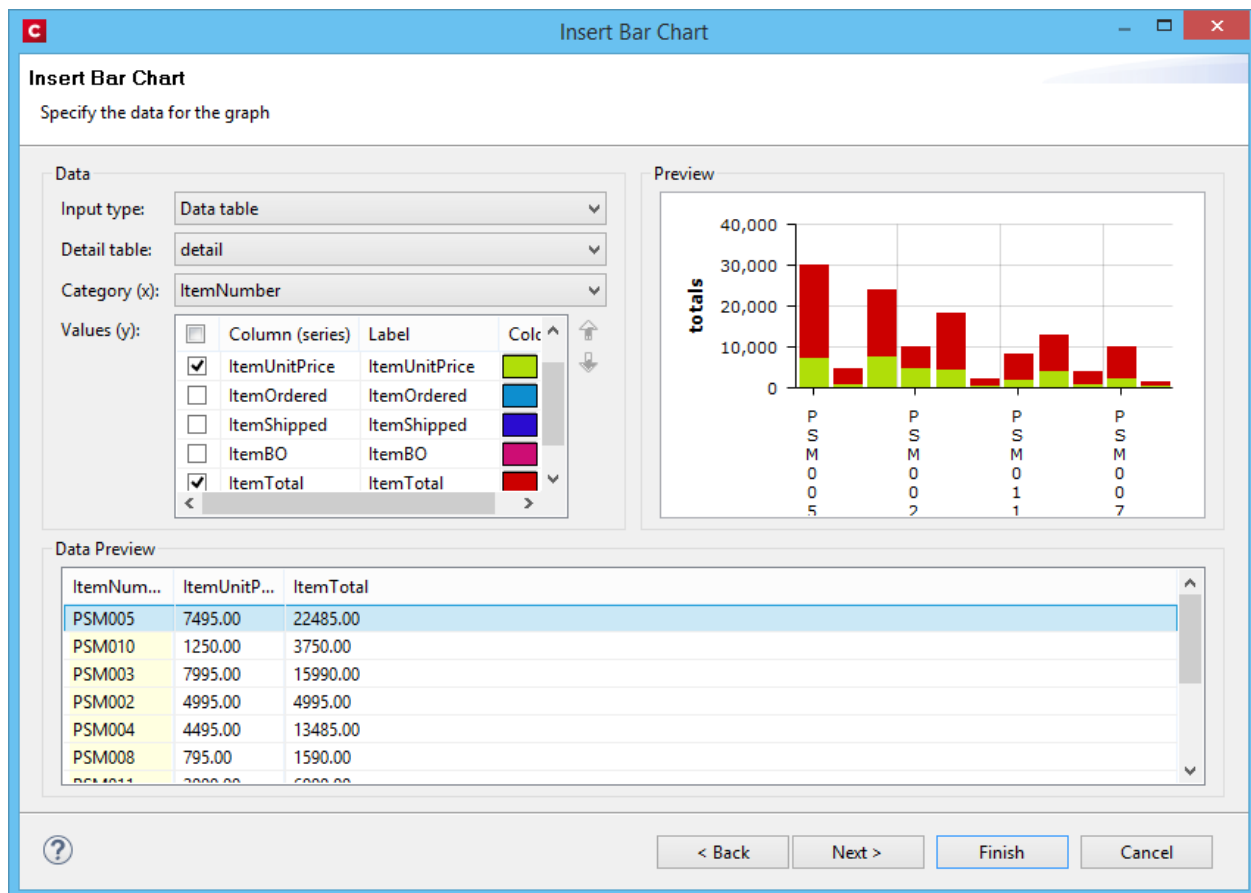 C
Insert Bar Chart
Insert Bar Chart
Specify the data for the graph
Data
Input type: Data table
Detail table: detail
Category (x): ItemNumber
Values (y):
Column (series) Label Colc
ItemUnitPrice ItemUnitPrice
ItemOrdered ItemOrdered
ItemShipped ItemShipped
ItemBO ItemBO
ItemTotal ItemTotal
Preview
totals
40,000
30,000
20,000
10,000
0
PSM005 PSM002 PSM011 PSM007
Data Preview
ItemNum... ItemUnitP... ItemTotal
PSM005 7495.00 22485.00
PSM010 1250.00 3750.00
PSM003 7995.00 15990.00
PSM002 4995.00 4995.00
PSM004 4495.00 13485.00
PSM008 795.00 1590.00
PSM011
? < Back Next > Finish Cancel